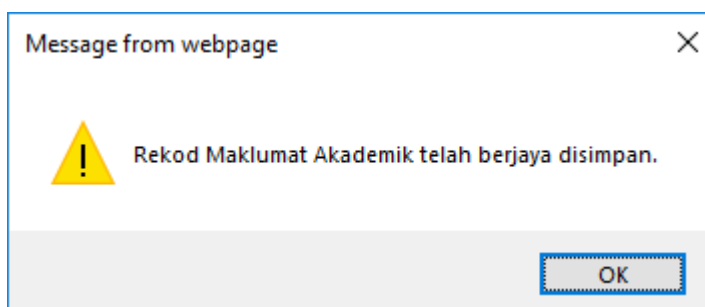 Message from webpage
Rekod Maklumat Akademik telah berjaya disimpan.
OK